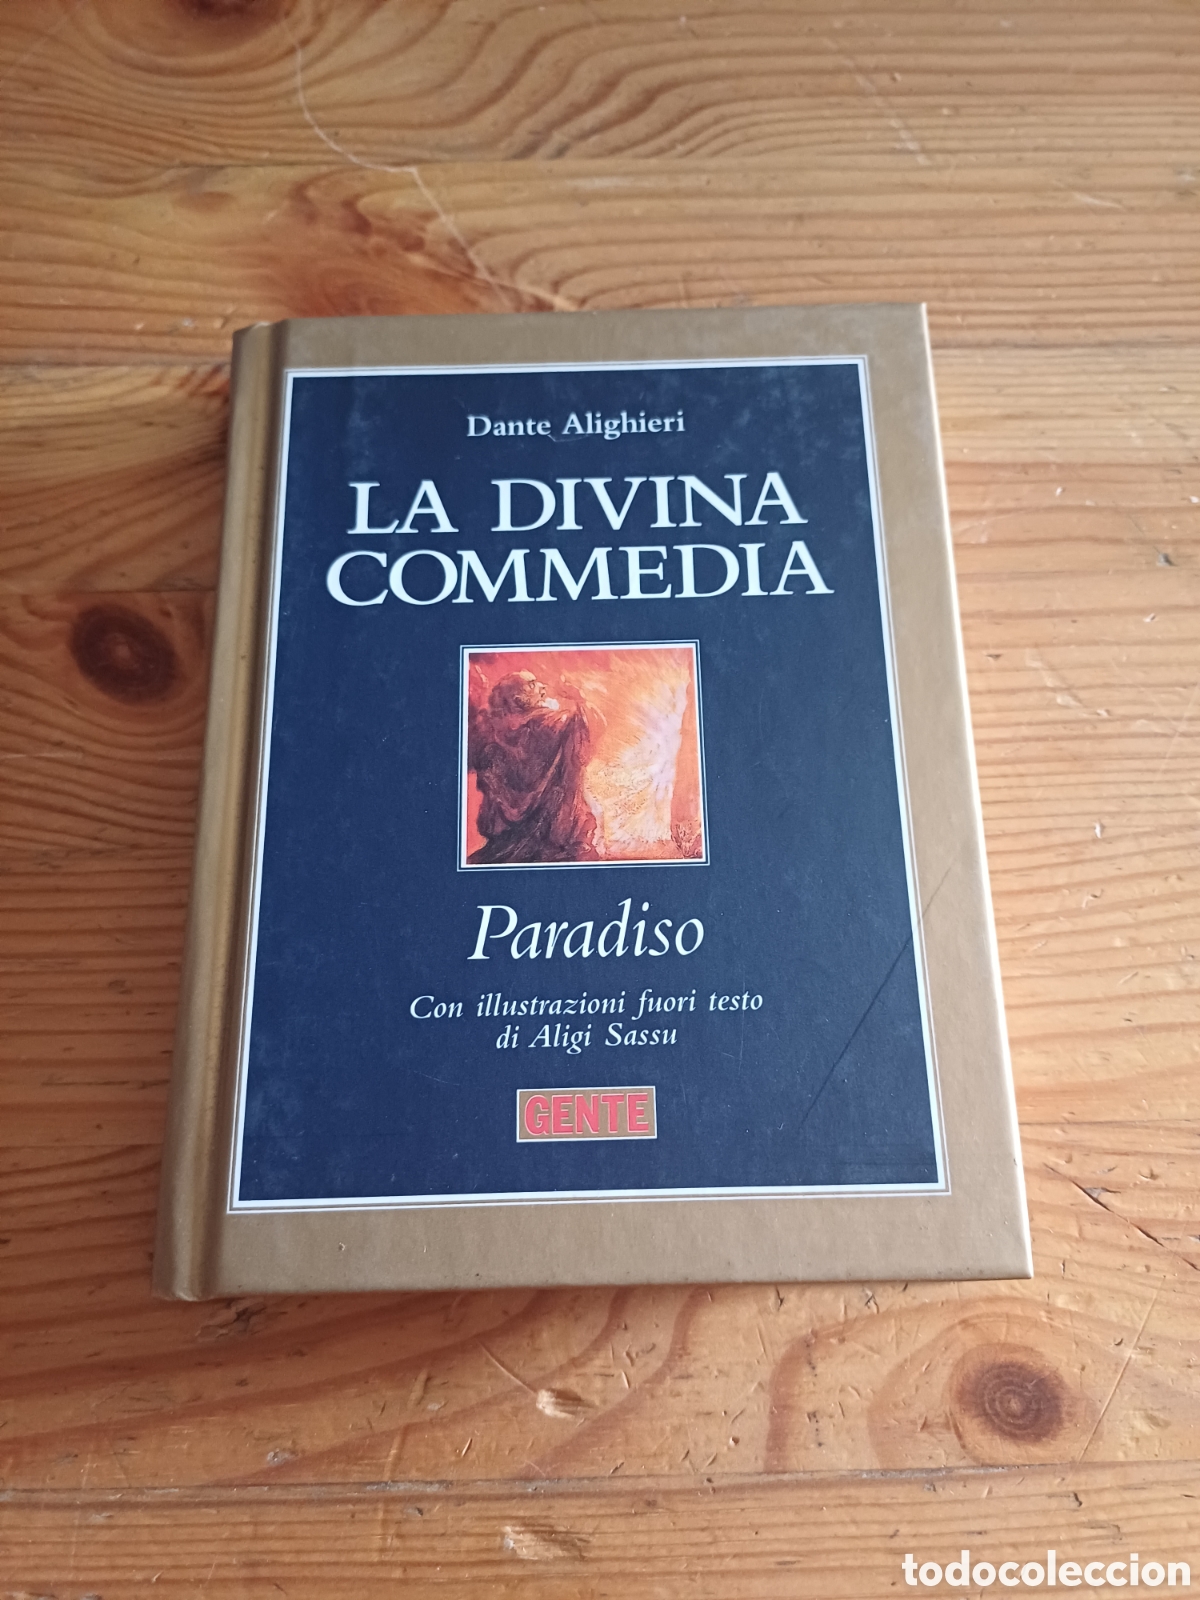 Dante Alighieri
LA DIVINA
COMMEDIA
Paradiso
Con illustrazioni fuori testo
di Aligi Sassu
GENTE
todocoleccion